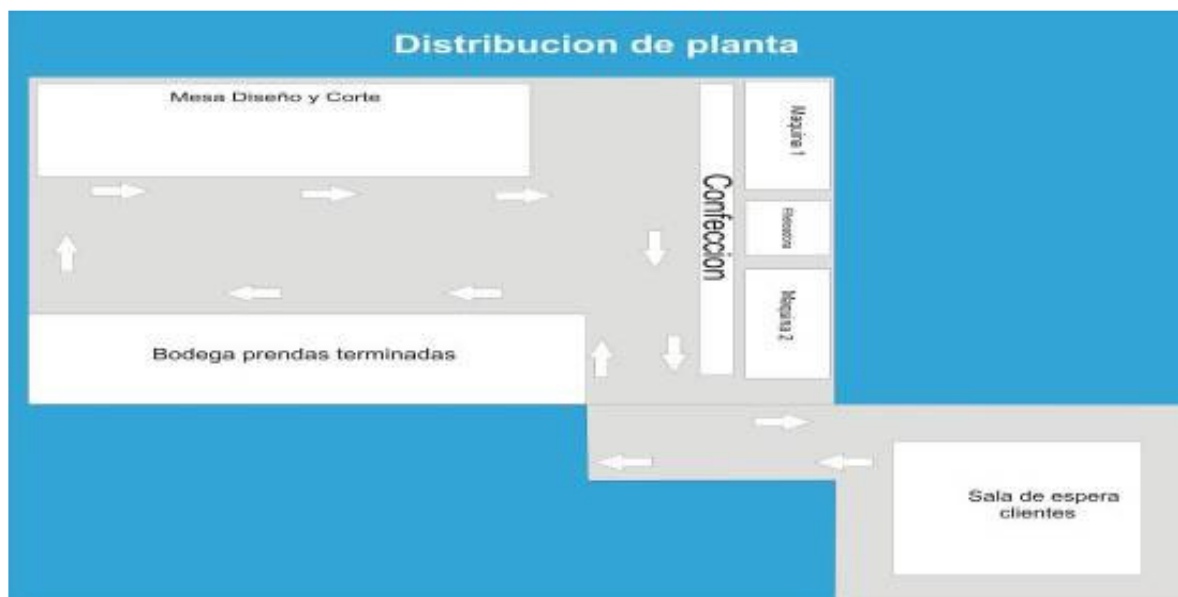 Distribucion de planta
Mesa Diseño y Corte
Maquina 1
Confeccion
Maquina 2
Bodega prendas terminadas
Sala de espera
clientes